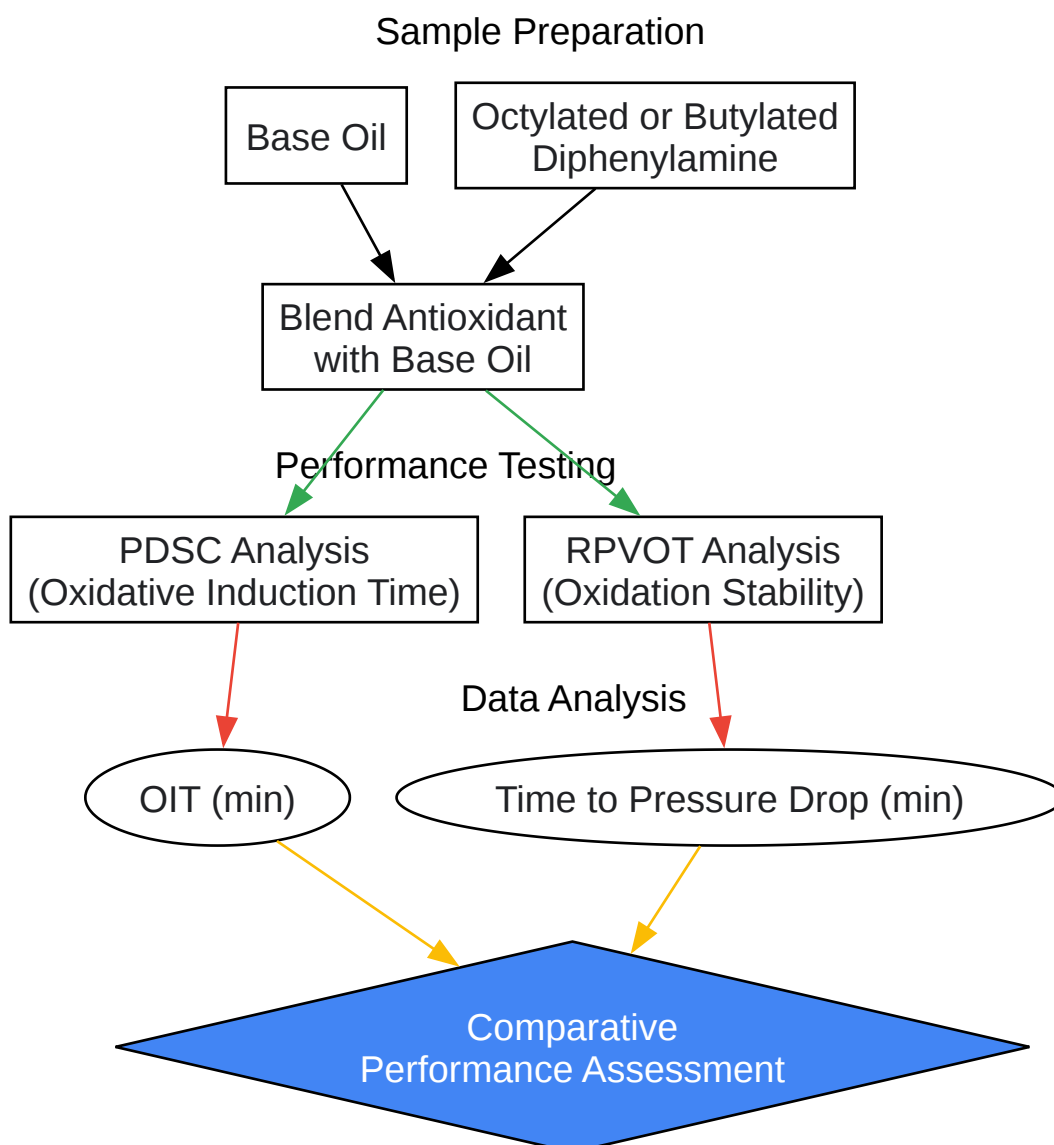 Sample Preparation
Base Oil
Octylated or Butylated
Diphenylamine
Blend Antioxidant
with Base Oil
Performance Testing
PDSC Analysis
(Oxidative Induction Time)
RPVOT Analysis
(Oxidation Stability)
Data Analysis
OIT (min)
Time to Pressure Drop (min)
Comparative
Performance Assessment